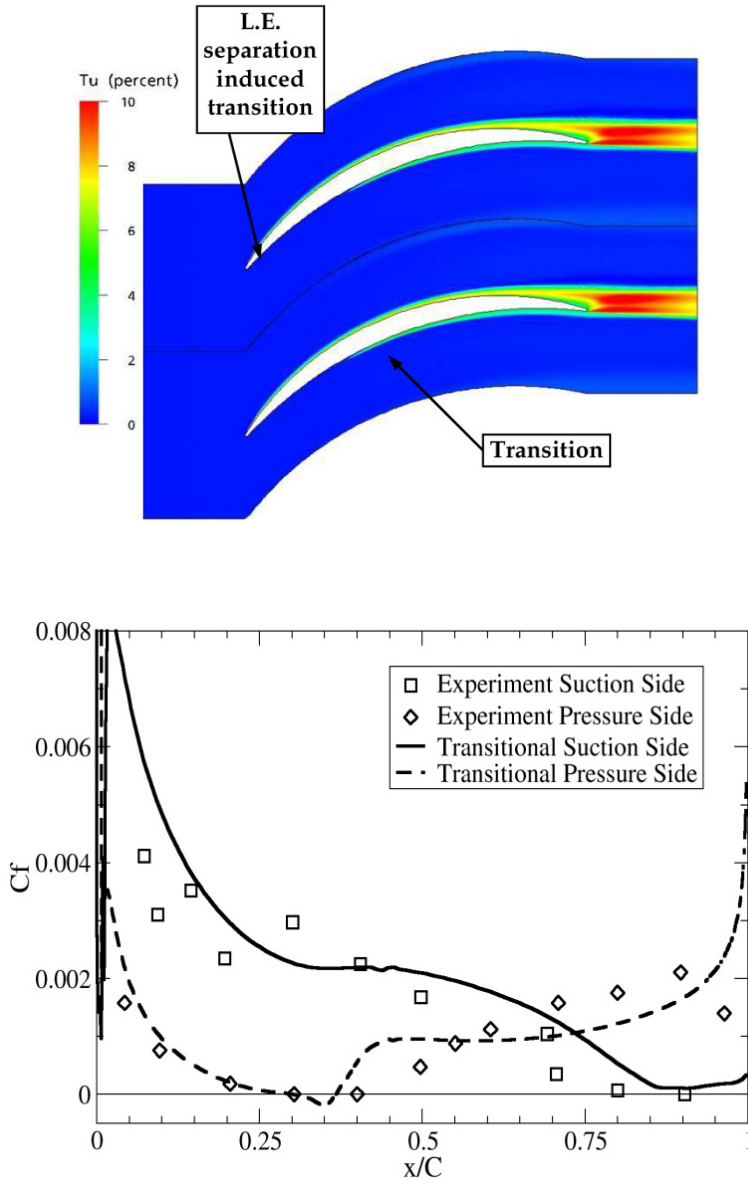 L.E.
separation
induced
transition
Tu (percent)
10
8
6
4
2
0
Transition
0.008
0.006
0.004
0.002
0
Cf
Experiment Suction Side
Experiment Pressure Side
Transitional Suction Side
Transitional Pressure Side
0 0.25 0.5 0.75 1
x/C